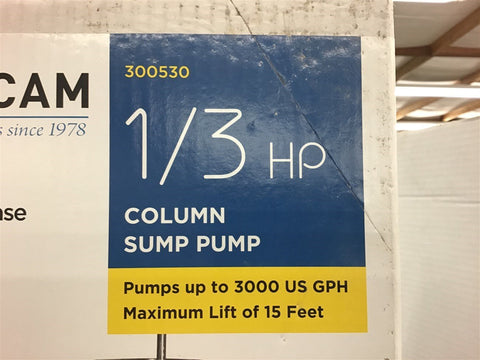 CAM
s since 1978
300530
1/3 HP
ase
COLUMN
SUMP PUMP
Pumps up to 3000 US GPH
Maximum Lift of 15 Feet